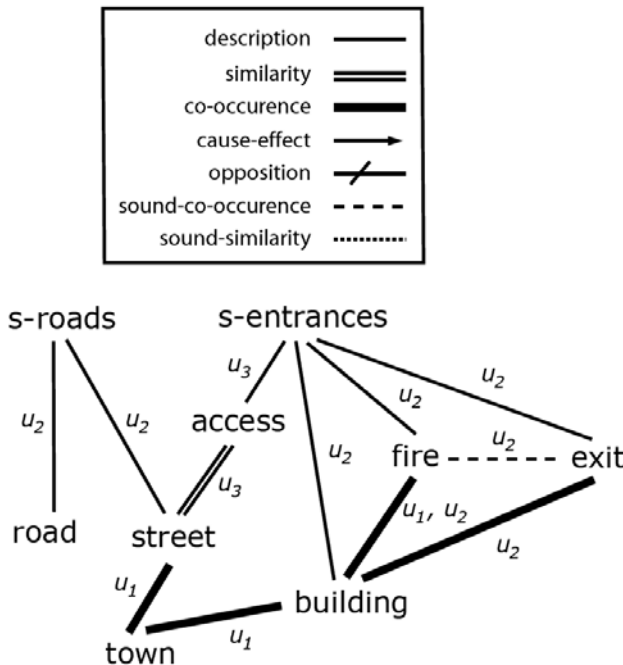 description
similarity
co-occurence
cause-effect
opposition
sound-co-occurence
sound-similarity
s-roads s-entrances
u3
u2
access u2
u2 u2 fire u2 exit
u3 u2
road street u1, u2
u2
u1
building
town u1